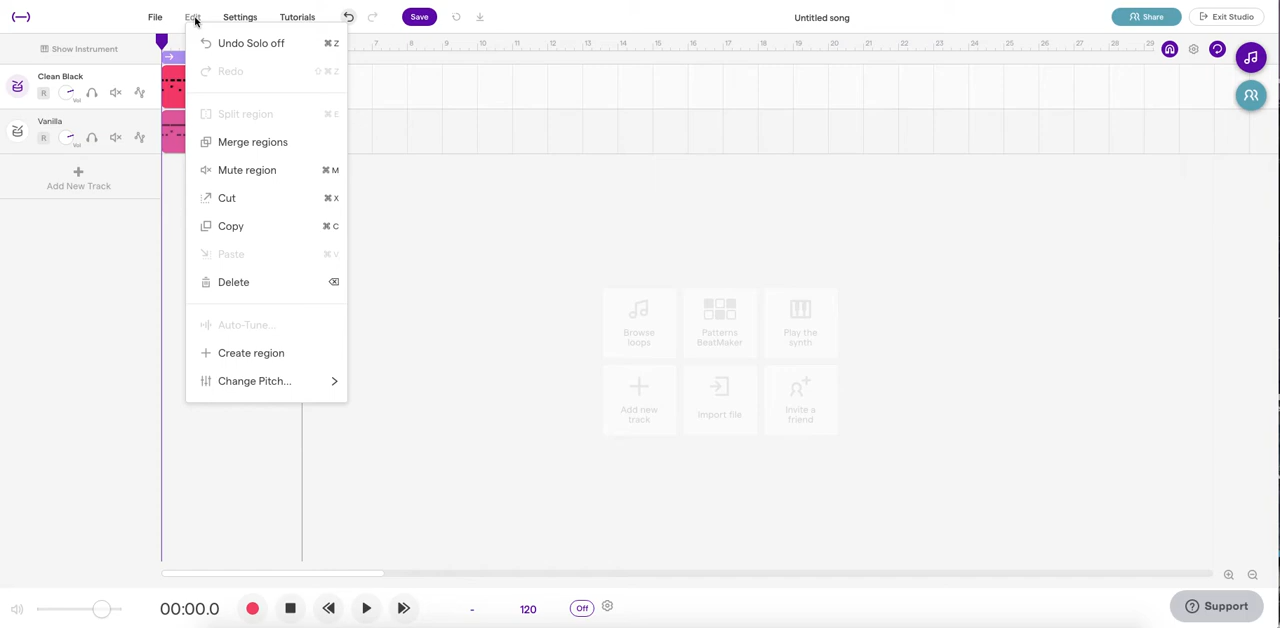 File Edit Settings Tutorials Save Untitled song Share Exit Studio
Show Instrument
7 8 9 10 11 12 13 14 15 16 17 18 19 20 21 22 23 24 25 26 27 28 29
Clean Black
R Vol
Vanilla
R Vol
Add New Track
Undo Solo off ⌘ Z
Redo ⇧ ⌘ Z
Split region ⌘ E
Merge regions
Mute region ⌘ M
Cut ⌘ X
Copy ⌘ C
Paste ⌘ V
Delete ⌫
Auto-Tune...
Create region
Change Pitch...
Browse
loops
Patterns
BeatMaker
Play the
synth
Add new
track
Import file
Invite a
friend
00:00.0 - 120 Off
Support